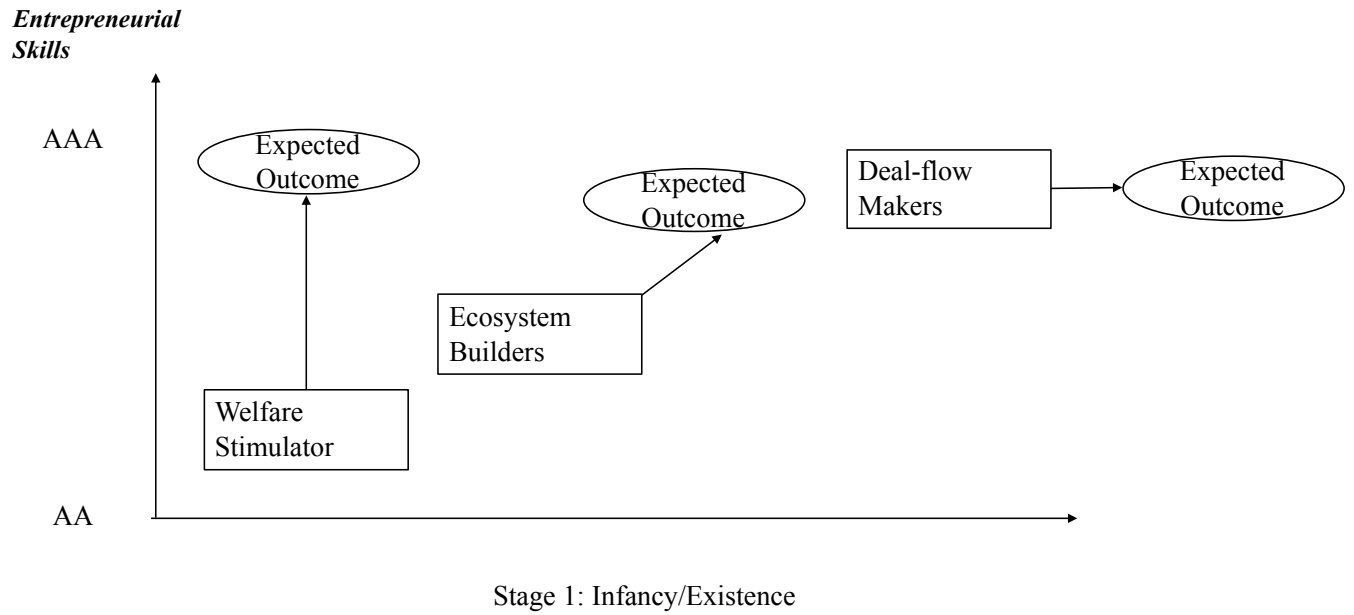 Entrepreneurial
Skills
AAA
Expected
Outcome
Expected
Outcome
Deal-flow
Makers
Expected
Outcome
Ecosystem
Builders
Welfare
Stimulator
AA
Stage 1: Infancy/Existence